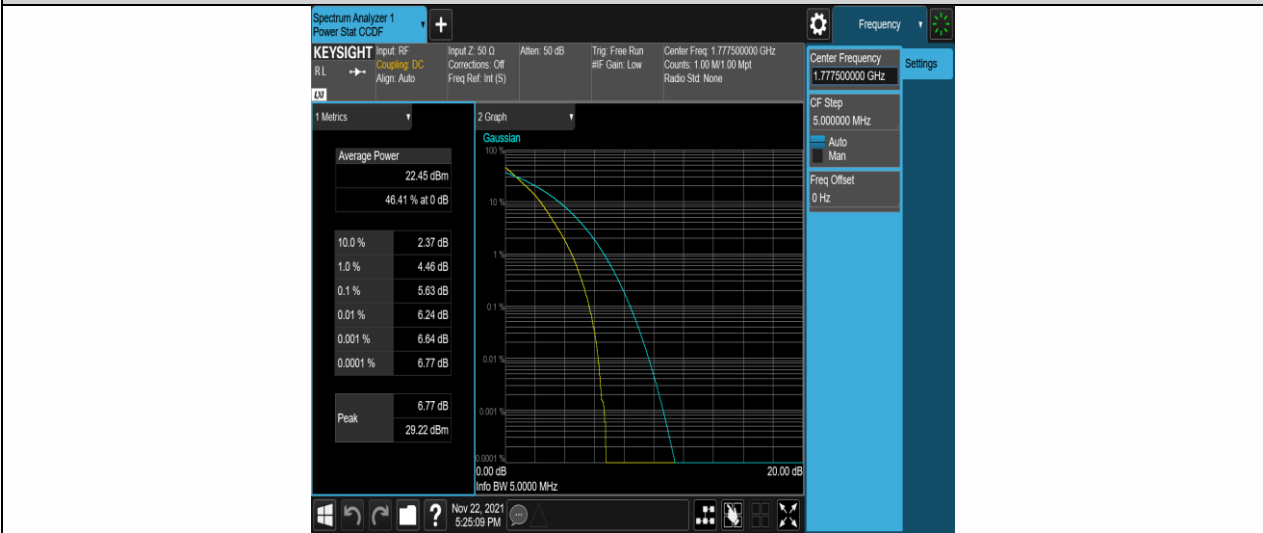 Spectrum Analyzer 1
Power Stat CCDF
+
Frequency
KEYSIGHT
RL
LXI
Input: RF
Coupling: DC
Align: Auto
Input Z: 50 Ω
Corrections: Off
Freq Ref: Int (S)
Atten: 50 dB
Trig: Free Run
#IF Gain: Low
Center Freq: 1.777500000 GHz
Counts: 1.00 M/1.00 Mpt
Radio Std: None
Center Frequency
1.777500000 GHz
Settings
CF Step
5.000000 MHz
Auto
Man
Freq Offset
0 Hz
1 Metrics
Average Power
22.45 dBm
46.41 % at 0 dB
10.0 % 2.37 dB
1.0 % 4.46 dB
0.1 % 5.63 dB
0.01 % 6.24 dB
0.001 % 6.64 dB
0.0001 % 6.77 dB
Peak
6.77 dB
29.22 dBm
2 Graph
Gaussian
100 %
10 %
1 %
0.1 %
0.01 %
0.001 %
0.0001 %
0.00 dB 20.00 dB
Info BW 5.0000 MHz
?
Nov 22, 2021
5:25:09 PM